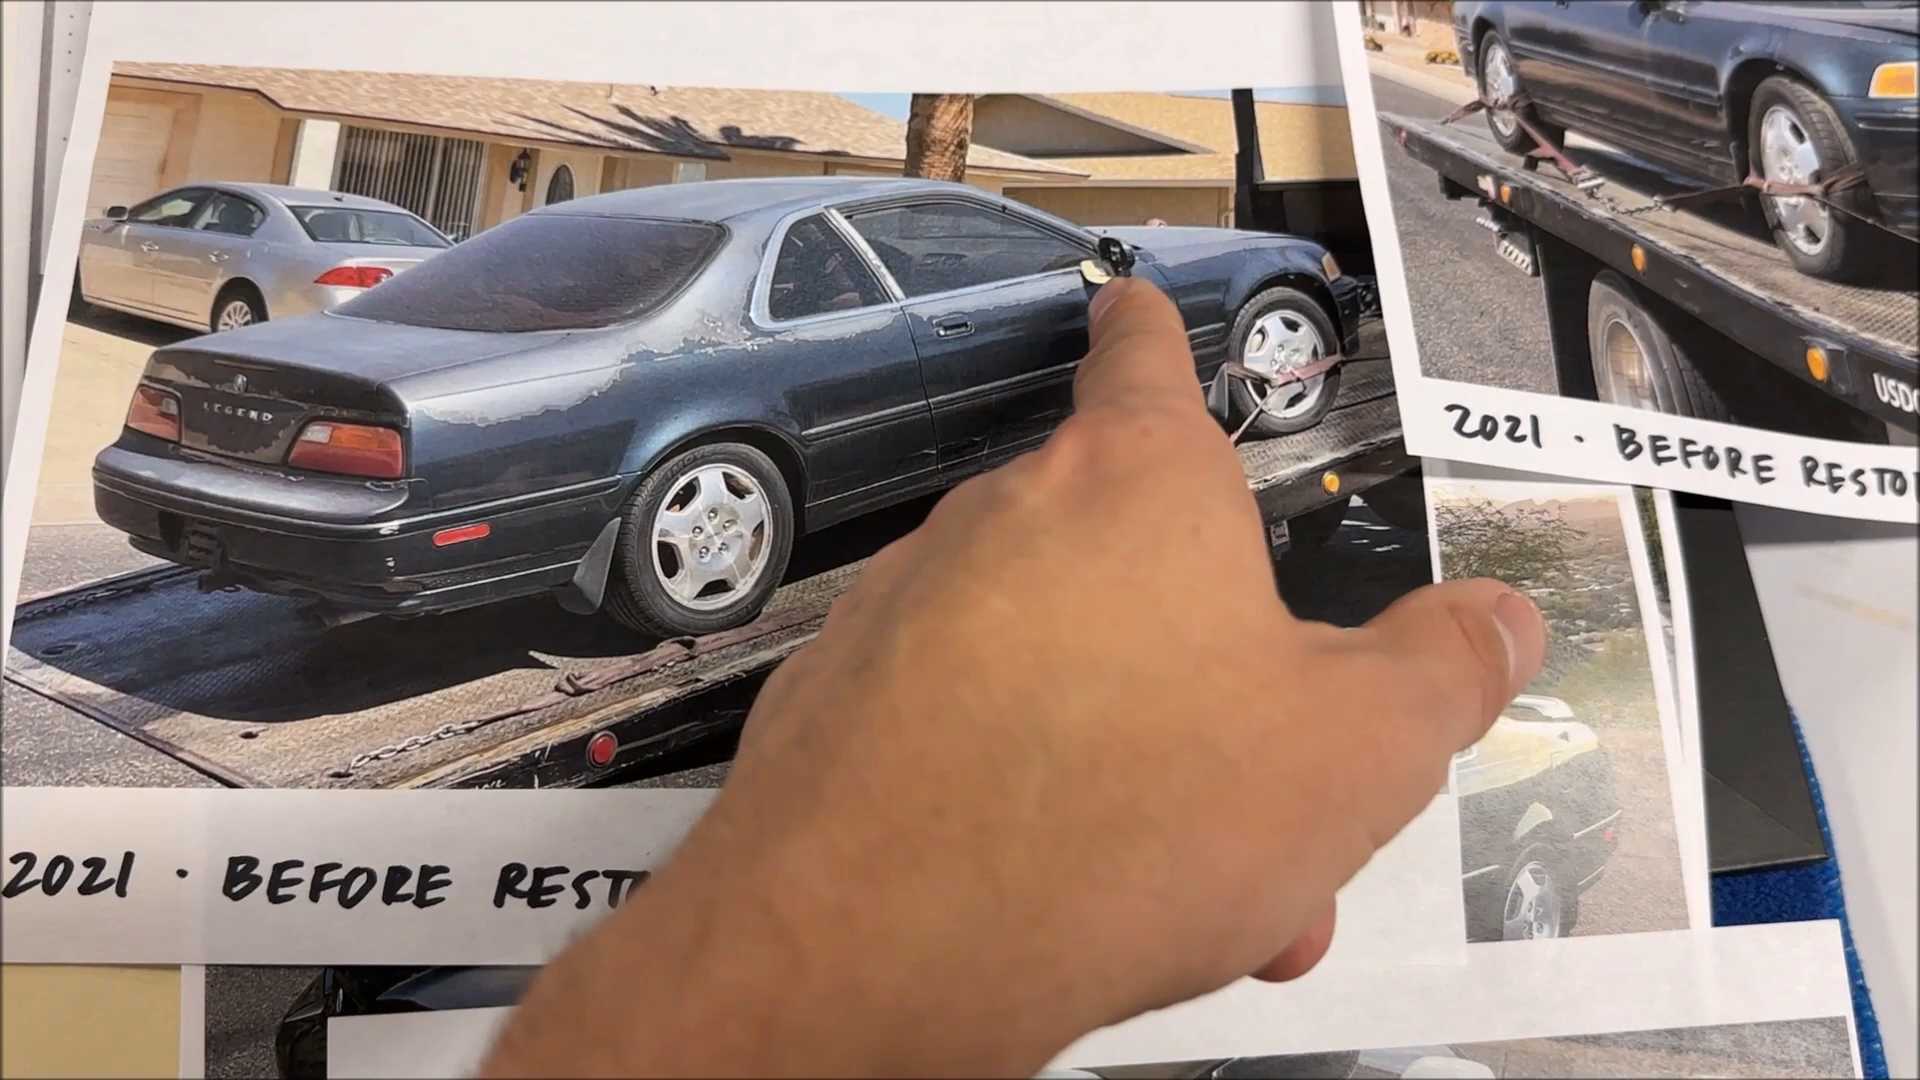 LEGEND
USDO
2021 · BEFORE RESTO
2021 · BEFORE REST